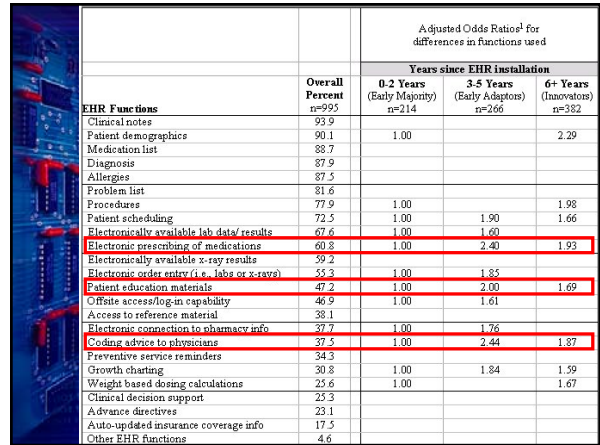 Adjusted Odds Ratios1 for
differences in functions used
Years since EHR installation
Overall 0-2 Years 3-5 Years 6+ Years
Percent (Early Majority) (Early Adaptors) (Innovators)
EHR Functions n=995 n=214 n=266 n=382
Clinical notes 93.9
Patient demographics 90.1 1.00 2.29
Medication list 88.7
Diagnosis 87.9
Allergies 87.5
Problem list 81.6
Procedures 77.9 1.00 1.98
Patient scheduling 72.5 1.00 1.90 1.66
Electronically available lab data/ results 67.6 1.00 1.60
Electronic prescribing of medications 60.8 1.00 2.40 1.93
Electronically available x-ray results 59.2
Electronic order entry (i.e., labs or x-rays) 55.3 1.00 1.85
Patient education materials 47.2 1.00 2.00 1.69
Offsite access/log-in capability 46.9 1.00 1.61
Access to reference material 38.1
Electronic connection to pharmacy info 37.7 1.00 1.76
Coding advice to physicians 37.5 1.00 2.44 1.87
Preventive service reminders 34.3
Growth charting 30.8 1.00 1.84 1.59
Weight based dosing calculations 25.6 1.00 1.67
Clinical decision support 25.3
Advance directives 23.1
Auto-updated insurance coverage info 17.5
Other EHR functions 4.6